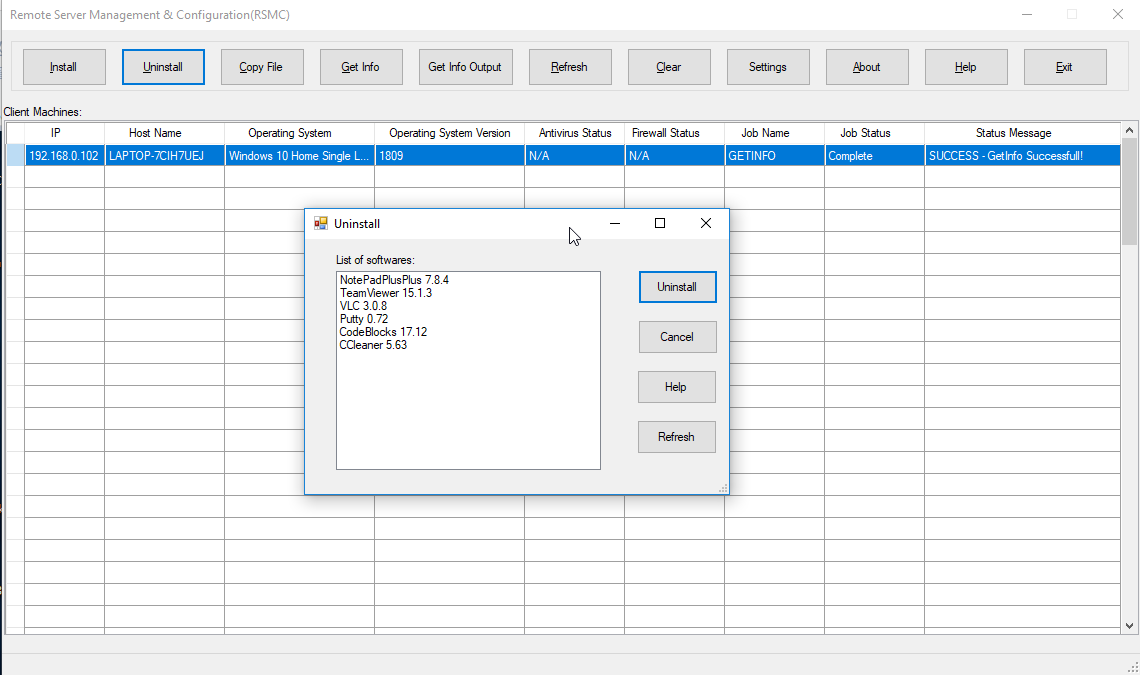 Remote Server Management & Configuration(RSMC)
Install Uninstall Copy File Get Info Get Info Output Refresh Clear Settings About Help Exit
Client Machines:
IP Host Name Operating System Operating System Version Antivirus Status Firewall Status Job Name Job Status Status Message
192.168.0.102 LAPTOP-7CIH7UEJ Windows 10 Home Single L... 1809 N/A N/A GETINFO Complete SUCCESS - GetInfo Successfull!
Uninstall
List of softwares:
NotePadPlusPlus 7.8.4
TeamViewer 15.1.3
VLC 3.0.8
Putty 0.72
CodeBlocks 17.12
CCleaner 5.63
Uninstall
Cancel
Help
Refresh